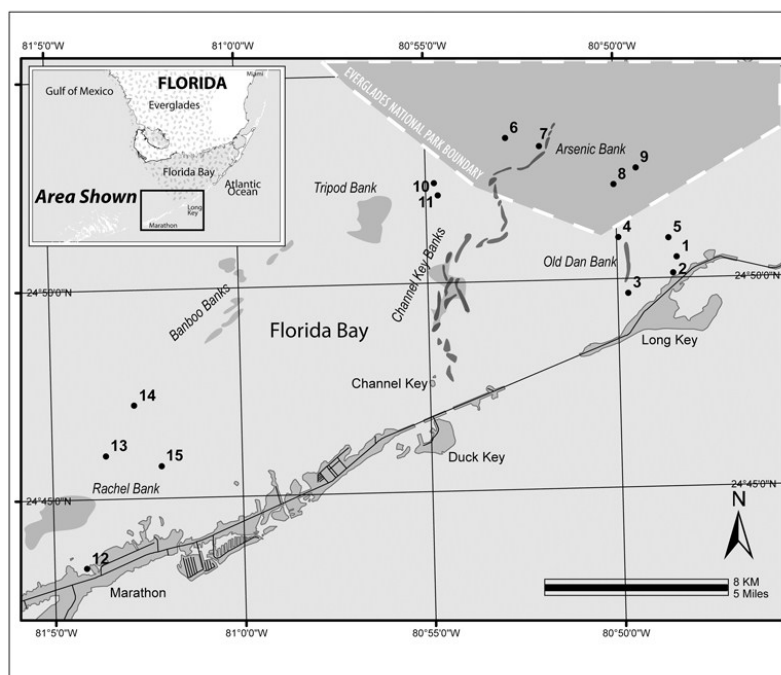 81°5'0"W
81°0'0"W
80°55'0"W
80°50'0"W
FLORIDA
Miami
Gulf of Mexico
Everglades
Florida Bay
Atlantic
Ocean
Area Shown
Long
Key
Marathon
EVERGLADES NATIONAL PARK BOUNDARY
6
7
Arsenic Bank
9
8
10
11
Tripod Bank
4
5
1
Old Dan Bank
2
24°50'0"N
24°50'0"N
3
Channel Key Banks
Banboo Banks
Florida Bay
Long Key
Channel Key
14
Duck Key
13
15
Rachel Bank
24°45'0"N
24°45'0"N
N
12
Marathon
8 KM
5 Miles
81°5'0"W
81°0'0"W
80°55'0"W
80°50'0"W